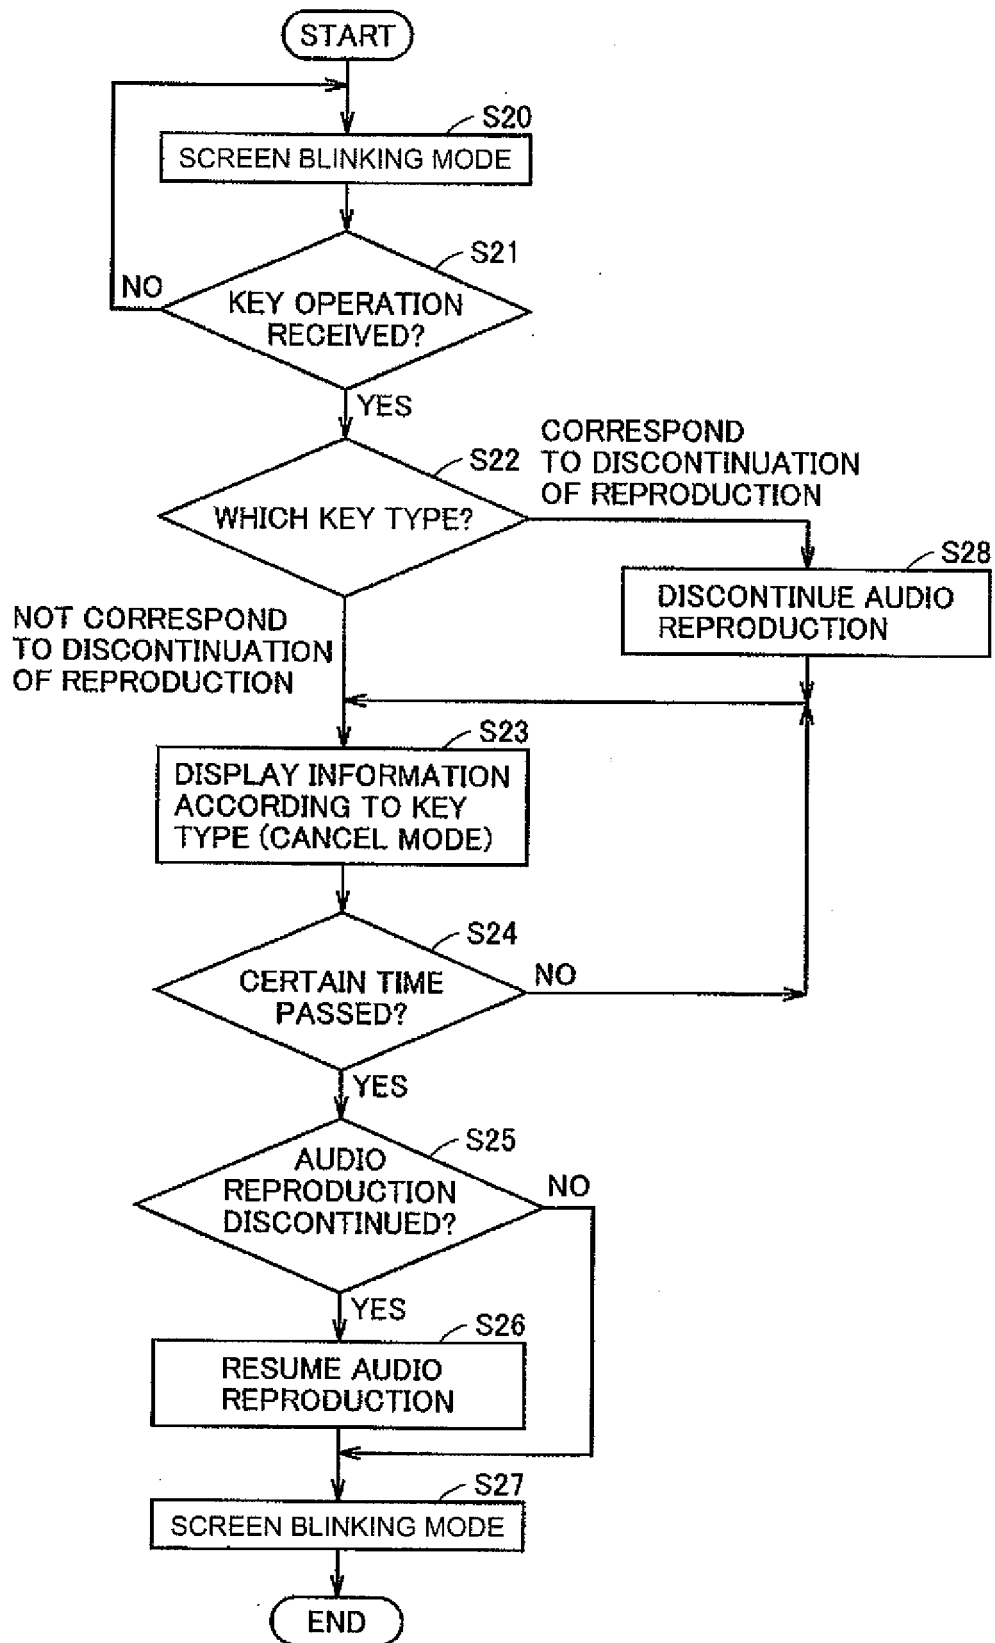 START
S20
SCREEN BLINKING MODE
S21
NO
KEY OPERATION
RECEIVED?
YES
CORRESPOND
TO DISCONTINUATION
OF REPRODUCTION
S22
WHICH KEY TYPE?
S28
DISCONTINUE AUDIO
REPRODUCTION
NOT CORRESPOND
TO DISCONTINUATION
OF REPRODUCTION
S23
DISPLAY INFORMATION
ACCORDING TO KEY
TYPE (CANCEL MODE)
S24
NO
CERTAIN TIME
PASSED?
YES
S25
AUDIO
REPRODUCTION
DISCONTINUED?
NO
YES
S26
RESUME AUDIO
REPRODUCTION
S27
SCREEN BLINKING MODE
END